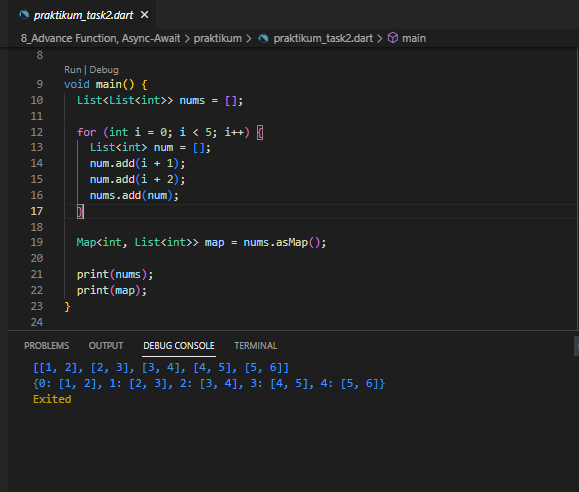 praktikum_task2.dart ×
8_Advance Function, Async-Await > praktikum > praktikum_task2.dart > main
8
Run | Debug
9 void main() {
10 List<List<int>> nums = [];
11
12 for (int i = 0; i < 5; i++) {
13 List<int> num = [];
14 num.add(i + 1);
15 num.add(i + 2);
16 nums.add(num);
17 }
18
19 Map<int, List<int>> map = nums.asMap();
20
21 print(nums);
22 print(map);
23 }
24
PROBLEMS OUTPUT DEBUG CONSOLE TERMINAL
[[1, 2], [2, 3], [3, 4], [4, 5], [5, 6]]
{0: [1, 2], 1: [2, 3], 2: [3, 4], 3: [4, 5], 4: [5, 6]}
Exited